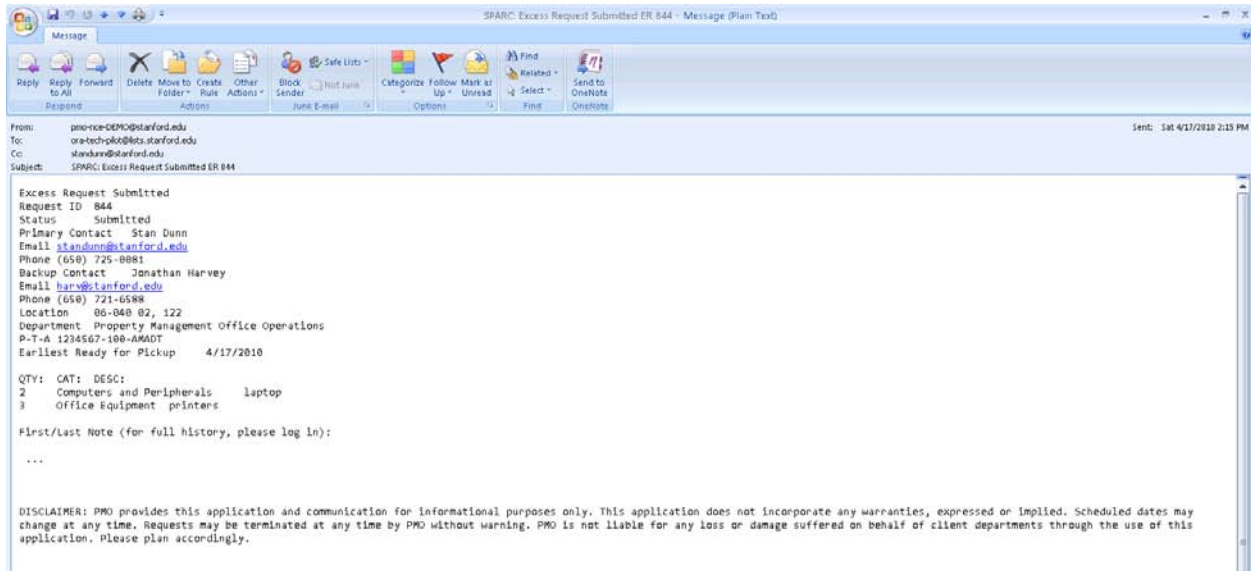 SPARC: Excess Request Submitted ER 844 - Message (Plain Text)
Message
Reply
Reply to All
Forward
Delete
Move to Folder
Create Rule
Other Actions
Block Sender
Safe Lists
Not Junk
Categorize
Follow Up
Mark as Unread
Find
Related
Select
Send to OneNote
Respond
Actions
Junk E-mail
Options
Find
OneNote
From: pmo-nce-DEMO@stanford.edu
Sent: Sat 4/17/2010 2:15 PM
To: ora-tech-pilot@lists.stanford.edu
Cc: standunn@stanford.edu
Subject: SPARC: Excess Request Submitted ER 844
Excess Request Submitted
Request ID 844
Status Submitted
Primary Contact Stan Dunn
Email standunn@stanford.edu
Phone (650) 725-0081
Backup Contact Jonathan Harvey
Email harv@stanford.edu
Phone (650) 721-6588
Location 06-040 02, 122
Department Property Management Office Operations
P-T-A 1234567-100-AMADT
Earliest Ready for Pickup 4/17/2010
QTY: CAT: DESC:
2 Computers and Peripherals laptop
3 Office Equipment printers
First/Last Note (for full history, please log in):
...
DISCLAIMER: PMO provides this application and communication for informational purposes only. This application does not incorporate any warranties, expressed or implied. Scheduled dates may
change at any time. Requests may be terminated at any time by PMO without warning. PMO is not liable for any loss or damage suffered on behalf of client departments through the use of this
application. Please plan accordingly.